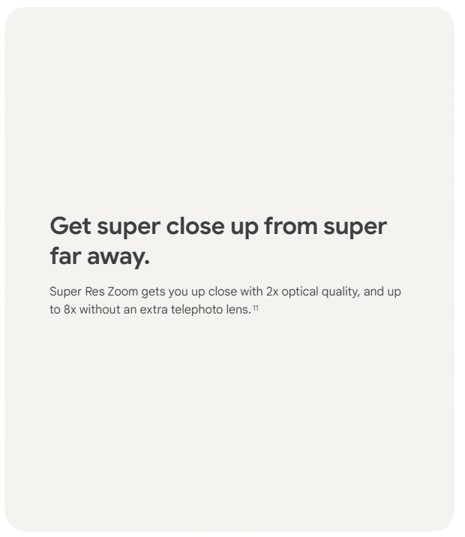 Get super close up from super
far away.
Super Res Zoom gets you up close with 2x optical quality, and up
to 8x without an extra telephoto lens.¹¹